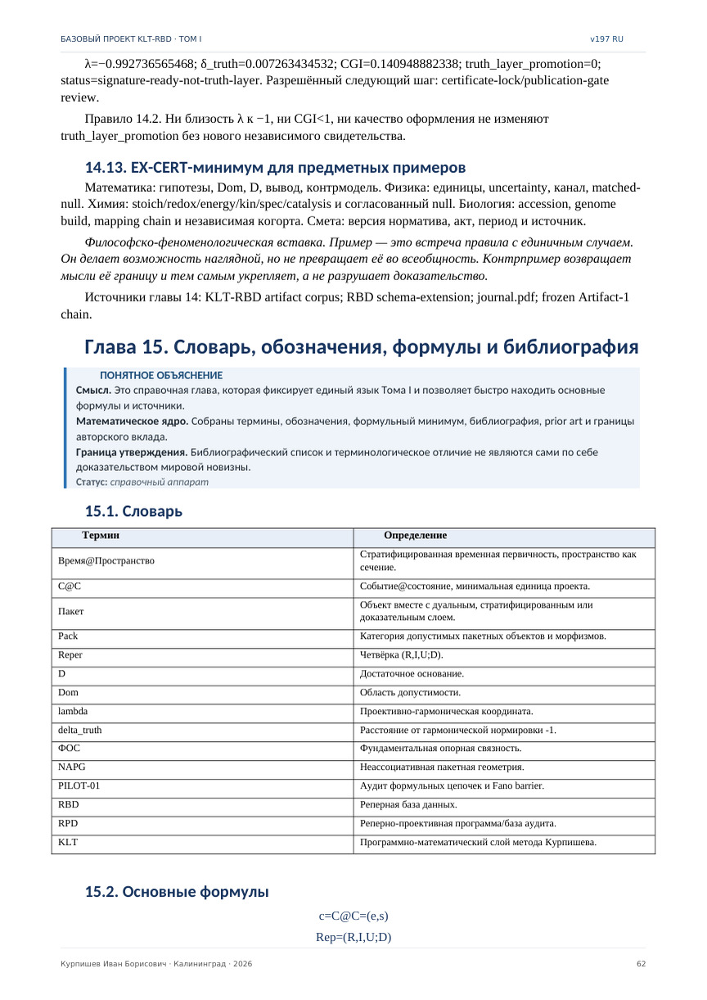 БАЗОВЫЙ ПРОЕКТ KLT-RBD · ТОМ I
v197 RU
λ=−0.992736565468; δ_truth=0.007263434532; CGI=0.140948882338; truth_layer_promotion=0;
status=signature-ready-not-truth-layer. Разрешённый следующий шаг: certificate-lock/publication-gate
review.
Правило 14.2. Ни близость λ к −1, ни CGI<1, ни качество оформления не изменяют
truth_layer_promotion без нового независимого свидетельства.
14.13. EX-CERT-минимум для предметных примеров
Математика: гипотезы, Dom, D, вывод, контрмодель. Физика: единицы, uncertainty, канал, matched-
null. Химия: stoich/redox/energy/kin/spec/catalysis и согласованный null. Биология: accession, genome
build, mapping chain и независимая когорта. Смета: версия норматива, акт, период и источник.
Философско-феноменологическая вставка. Пример — это встреча правила с единичным случаем.
Он делает возможность наглядной, но не превращает её во всеобщность. Контрпример возвращает
мысли её границу и тем самым укрепляет, а не разрушает доказательство.
Источники главы 14: KLT-RBD artifact corpus; RBD schema-extension; journal.pdf; frozen Artifact-1
chain.
Глава 15. Словарь, обозначения, формулы и библиография
ПОНЯТНОЕ ОБЪЯСНЕНИЕ
Смысл. Это справочная глава, которая фиксирует единый язык Тома I и позволяет быстро находить основные
формулы и источники.
Математическое ядро. Собраны термины, обозначения, формульный минимум, библиография, prior art и границы
авторского вклада.
Граница утверждения. Библиографический список и терминологическое отличие не являются сами по себе
доказательством мировой новизны.
Статус: справочный аппарат
15.1. Словарь
Термин
Определение
Время@Пространство
Стратифицированная временная первичность, пространство как
сечение.
C@C
Событие@состояние, минимальная единица проекта.
Пакет
Объект вместе с дуальным, стратифицированным или
доказательным слоем.
Pack
Категория допустимых пакетных объектов и морфизмов.
Reper
Четвёрка (R,I,U;D).
D
Достаточное основание.
Dom
Область допустимости.
lambda
Проективно-гармоническая координата.
delta_truth
Расстояние от гармонической нормировки -1.
ФОС
Фундаментальная опорная связность.
NAPG
Неассоциативная пакетная геометрия.
PILOT-01
Аудит формульных цепочек и Fano barrier.
RBD
Реперная база данных.
RPD
Реперно-проективная программа/база аудита.
KLT
Программно-математический слой метода Курпишева.
15.2. Основные формулы
c=C@C=(e,s)
Rep=(R,I,U;D)
Курпишев Иван Борисович · Калининград · 2026
62